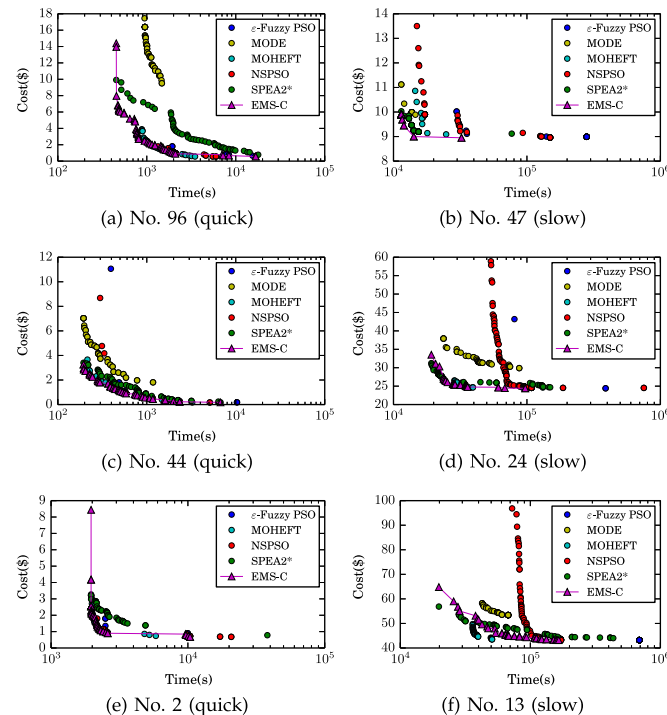 18
16
14
12
10
8
6
4
2
0
Cost($)
ε-Fuzzy PSO
MODE
MOHEFT
NSPSO
SPEA2*
EMS-C
10^2
10^3
10^4
10^5
Time(s)
(a) No. 96 (quick)
14
13
12
11
10
9
8
Cost($)
ε-Fuzzy PSO
MODE
MOHEFT
NSPSO
SPEA2*
EMS-C
10^4
10^5
10^6
Time(s)
(b) No. 47 (slow)
12
10
8
6
4
2
0
Cost($)
ε-Fuzzy PSO
MODE
MOHEFT
NSPSO
SPEA2*
EMS-C
10^2
10^3
10^4
10^5
Time(s)
(c) No. 44 (quick)
60
55
50
45
40
35
30
25
20
Cost($)
ε-Fuzzy PSO
MODE
MOHEFT
NSPSO
SPEA2*
EMS-C
10^4
10^5
10^6
Time(s)
(d) No. 24 (slow)
9
8
7
6
5
4
3
2
1
0
Cost($)
ε-Fuzzy PSO
MOHEFT
NSPSO
SPEA2*
EMS-C
10^3
10^4
10^5
Time(s)
(e) No. 2 (quick)
100
90
80
70
60
50
40
Cost($)
ε-Fuzzy PSO
MODE
MOHEFT
NSPSO
SPEA2*
EMS-C
10^4
10^5
10^6
Time(s)
(f) No. 13 (slow)